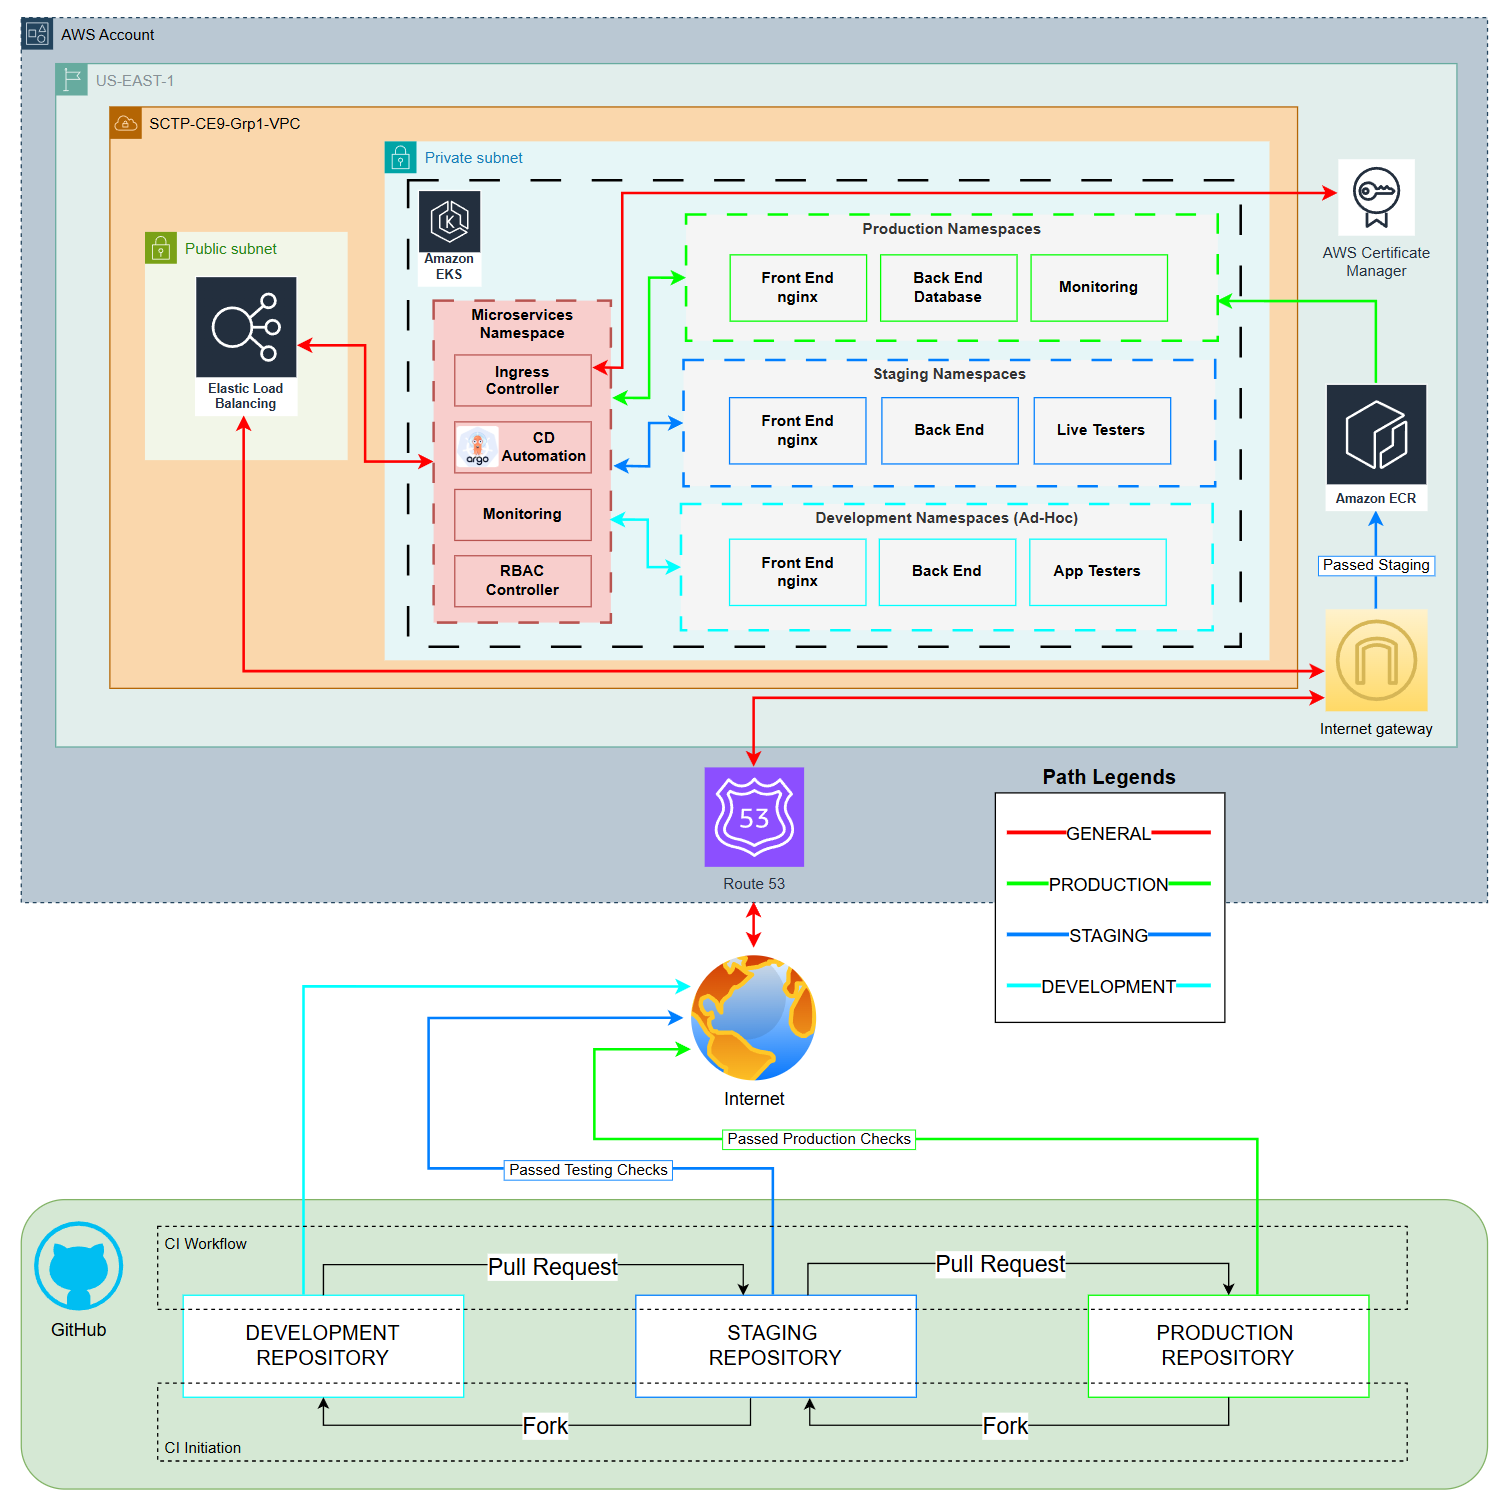 AWS Account
US-EAST-1
SCTP-CE9-Grp1-VPC
Private subnet
Amazon
EKS
Public subnet
Elastic Load
Balancing
Microservices
Namespace
Ingress
Controller
argo
CD
Automation
Monitoring
RBAC
Controller
Production Namespaces
Front End
nginx
Back End
Database
Monitoring
Staging Namespaces
Front End
nginx
Back End
Live Testers
Development Namespaces (Ad-Hoc)
Front End
nginx
Back End
App Testers
AWS Certificate
Manager
Amazon ECR
Passed Staging
Internet gateway
53
Route 53
Path Legends
GENERAL
PRODUCTION
STAGING
DEVELOPMENT
Internet
Passed Production Checks
Passed Testing Checks
GitHub
CI Workflow
Pull Request
Pull Request
DEVELOPMENT
REPOSITORY
STAGING
REPOSITORY
PRODUCTION
REPOSITORY
Fork
Fork
CI Initiation